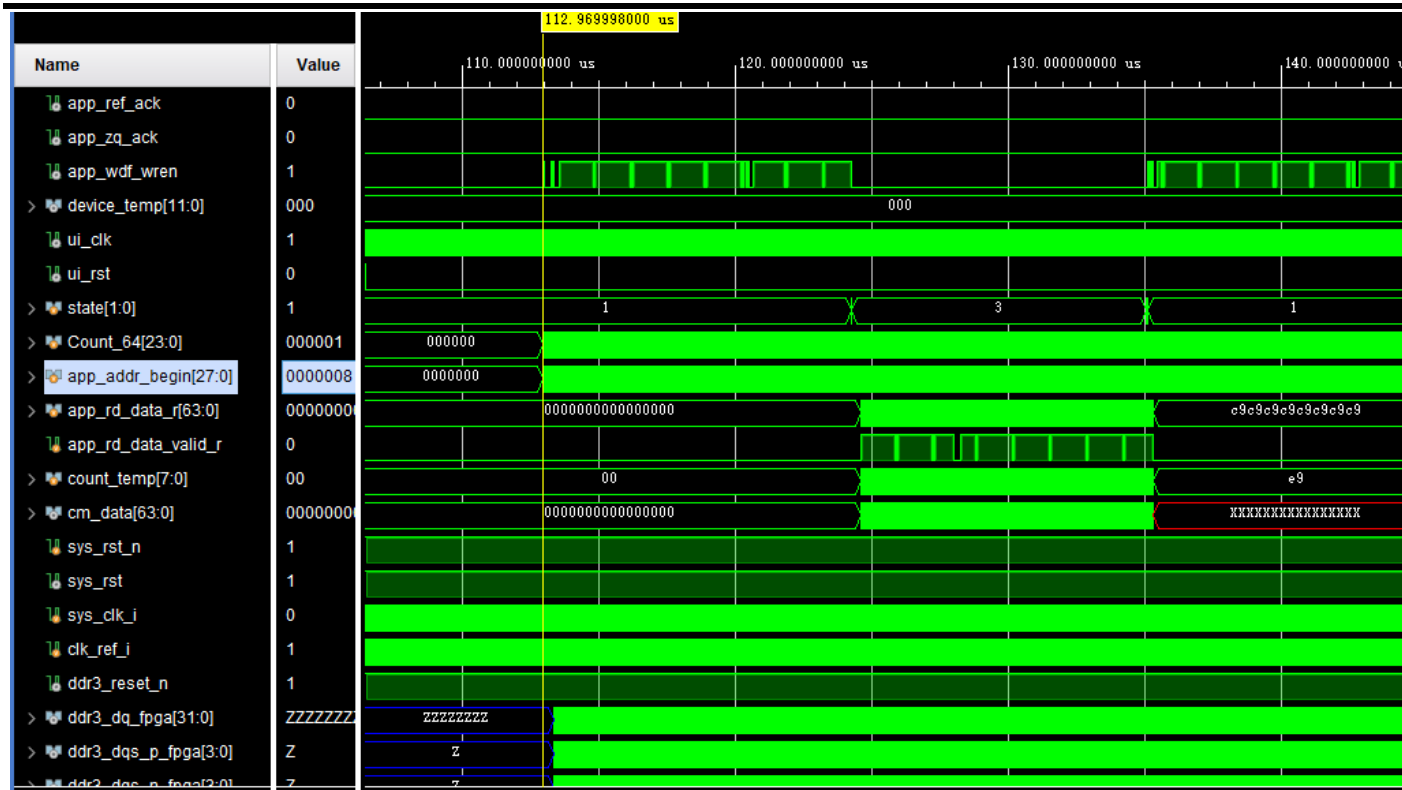 112.969998000 us
Name Value 110.000000000 us 120.000000000 us 130.000000000 us 140.000000000
app_ref_ack 0
app_zq_ack 0
app_wdf_wren 1
device_temp[11:0] 000 000
ui_clk 1
ui_rst 0
state[1:0] 1 1 3 1
Count_64[23:0] 000001 000000
app_addr_begin[27:0] 0000008 0000000
app_rd_data_r[63:0] 00000000 0000000000000000 c9c9c9c9c9c9c9c9
app_rd_data_valid_r 0
count_temp[7:0] 00 00 e9
cm_data[63:0] 00000000 0000000000000000 XXXXXXXXXXXXXXXX
sys_rst_n 1
sys_rst 1
sys_clk_i 0
clk_ref_i 1
ddr3_reset_n 1
ddr3_dq_fpga[31:0] ZZZZZZZZ ZZZZZZZZ
ddr3_dqs_p_fpga[3:0] Z Z